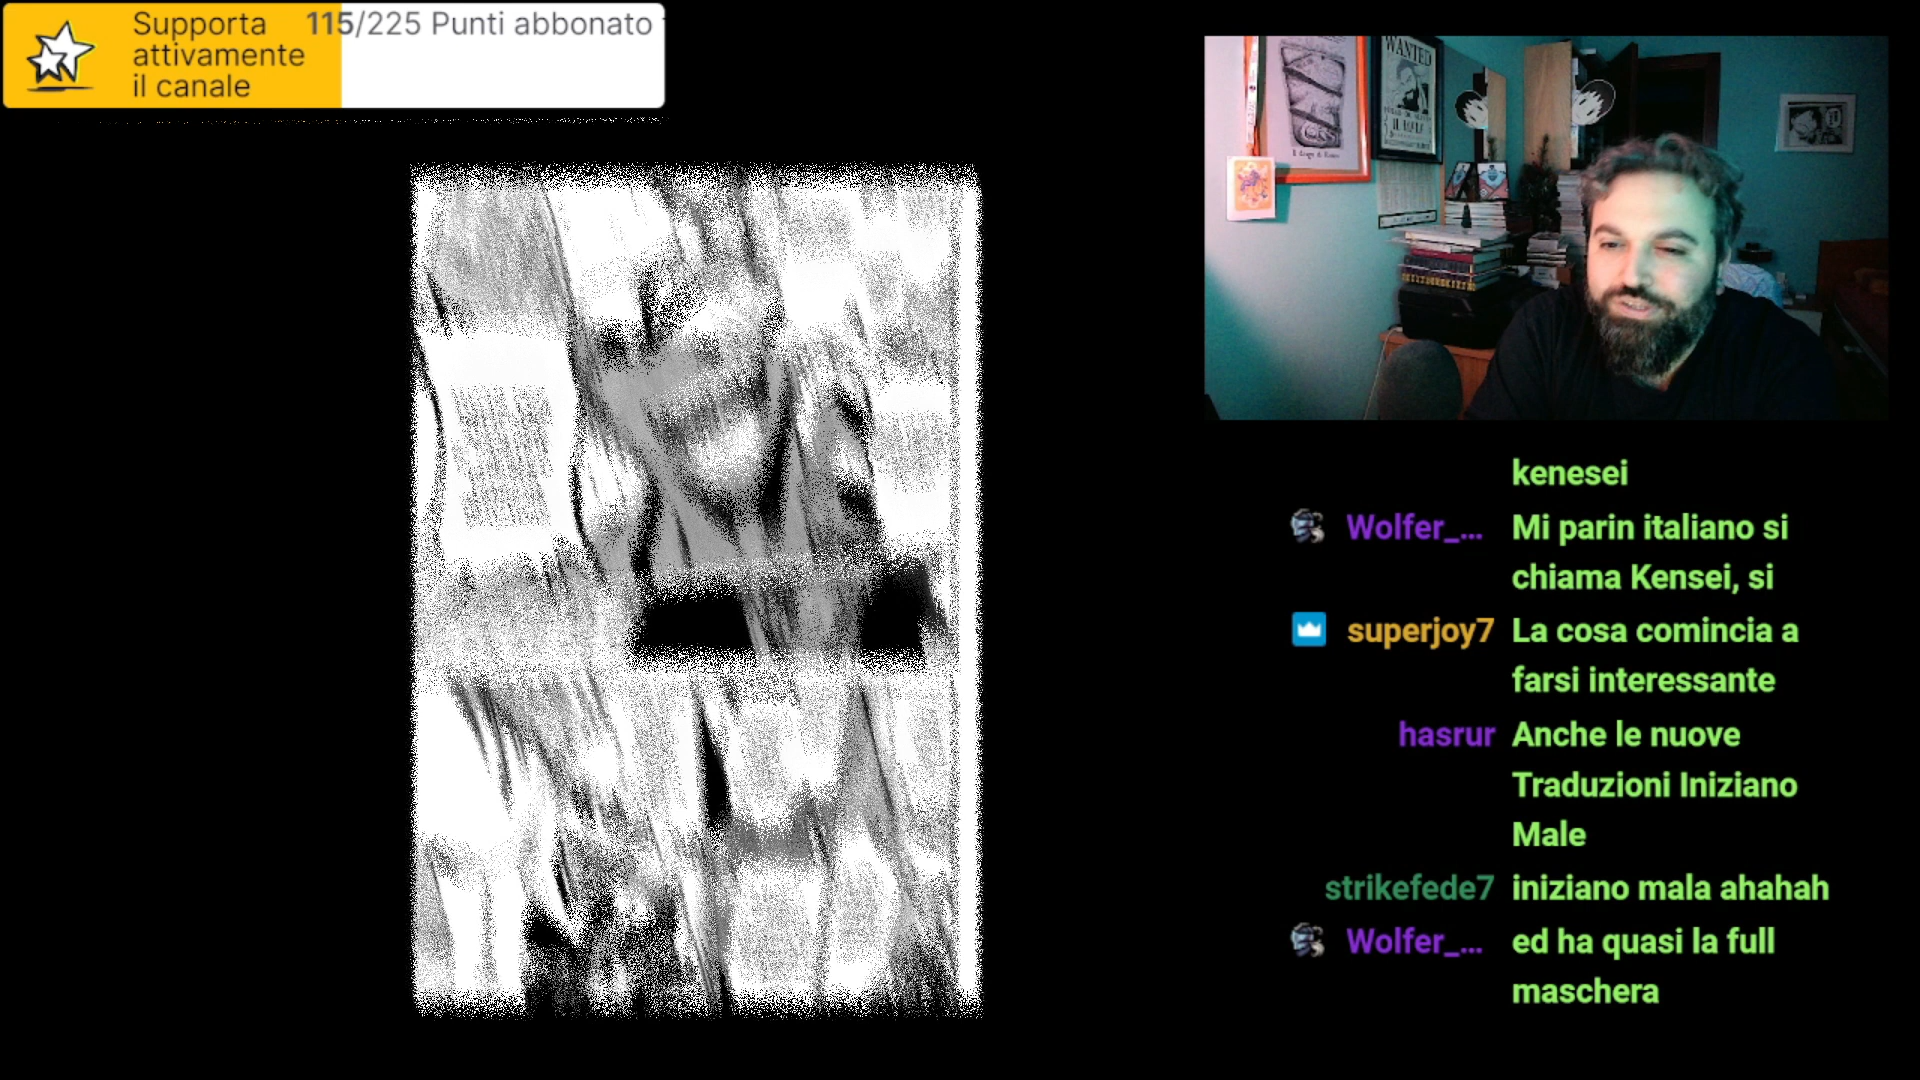 Supporta
attivamente
il canale
115/225 Punti abbonato
WANTED
kenesei
Wolfer_... Mi parin italiano si
chiama Kensei, si
superjoy7 La cosa comincia a
farsi interessante
hasrur Anche le nuove
Traduzioni Iniziano
Male
strikefede7 iniziano mala ahahah
Wolfer_... ed ha quasi la full
maschera